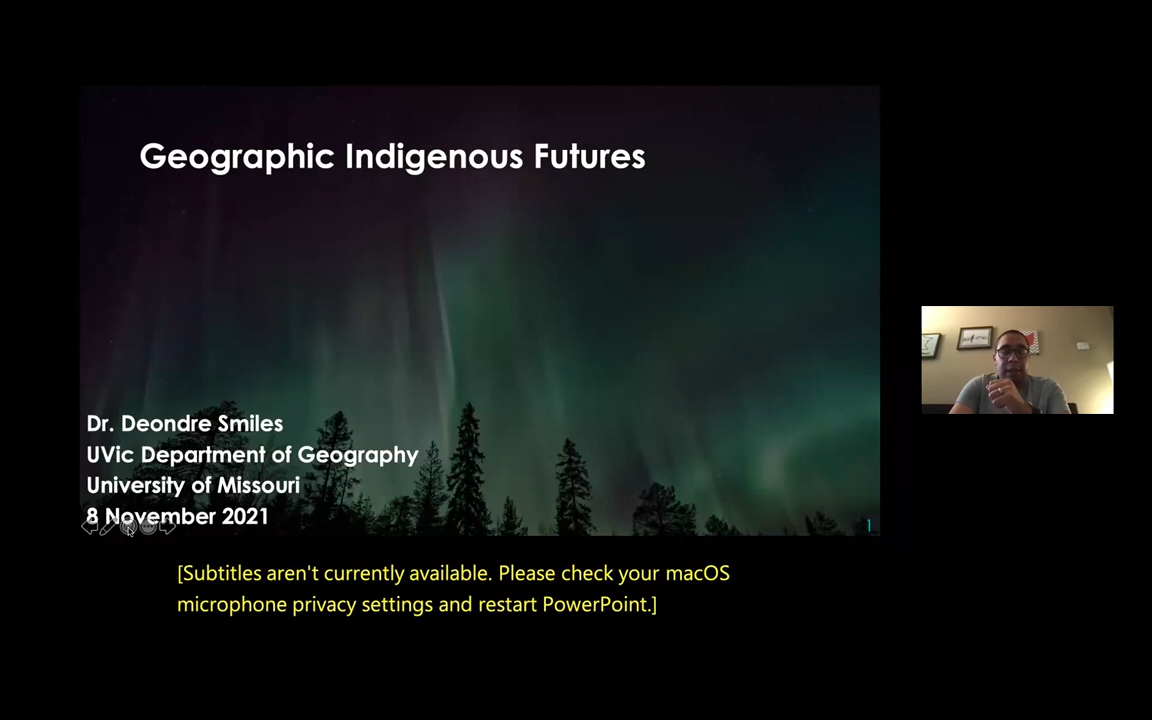 Geographic Indigenous Futures
Dr. Deondre Smiles
UVic Department of Geography
University of Missouri
8 November 2021
1
[Subtitles aren't currently available. Please check your macOS
microphone privacy settings and restart PowerPoint.]